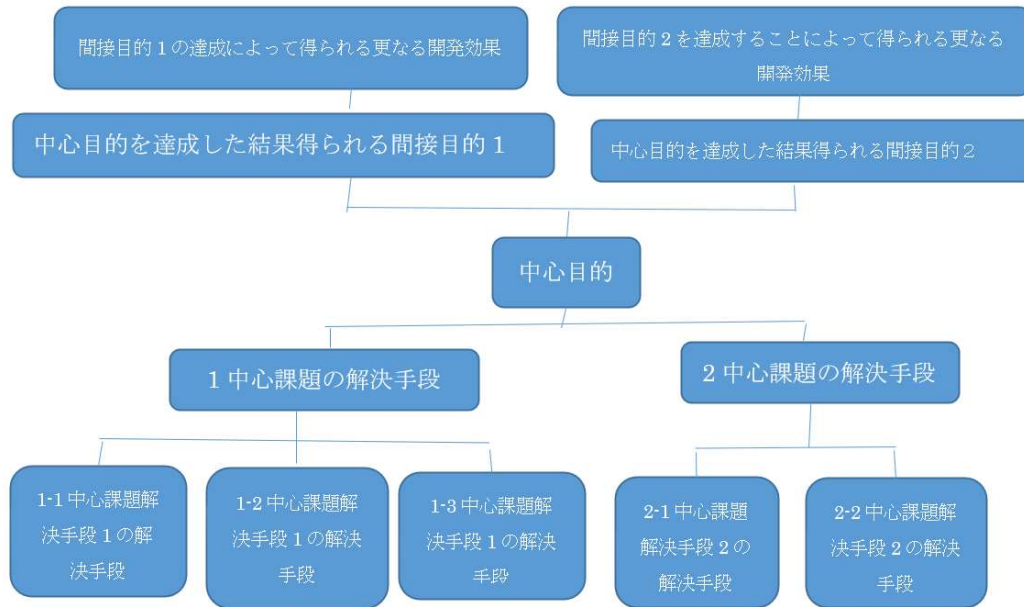 間接目的1の達成によって得られる更なる開発効果
間接目的2を達成することによって得られる更なる
開発効果
中心目的を達成した結果得られる間接目的1
中心目的を達成した結果得られる間接目的2
中心目的
1中心課題の解決手段
2中心課題の解決手段
1-1中心課題解
決手段1の解
決手段
1-2中心課題解
決手段1の解決
手段
1-3中心課題解
決手段1の解決
手段
2-1中心課題
解決手段2の
解決手段
2-2中心課題解
決手段2の解決
手段